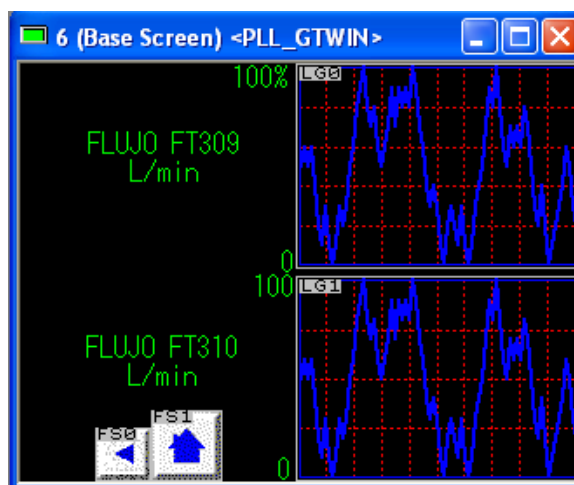 6 (Base Screen) <PLL_GTWIN>
100%
LG0
FLUJO FT309
L/min
0
100
LG1
FLUJO FT310
L/min
FS0
FS1
0